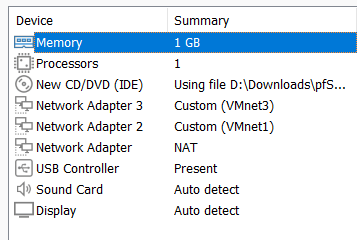 Device Summary
Memory 1 GB
Processors 1
New CD/DVD (IDE) Using file D:\Downloads\pfS...
Network Adapter 3 Custom (VMnet3)
Network Adapter 2 Custom (VMnet1)
Network Adapter NAT
USB Controller Present
Sound Card Auto detect
Display Auto detect